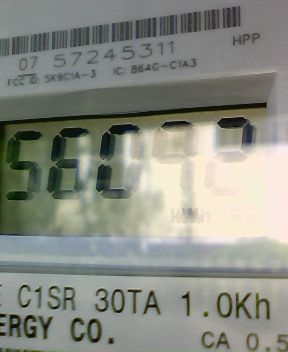 07 57245311
HPP
FCC ID: SK9C1A-3 IC: 864G-C1A3
56092
kWh
C1SR 30TA 1.0Kh
ERGY CO.
CA 0.5